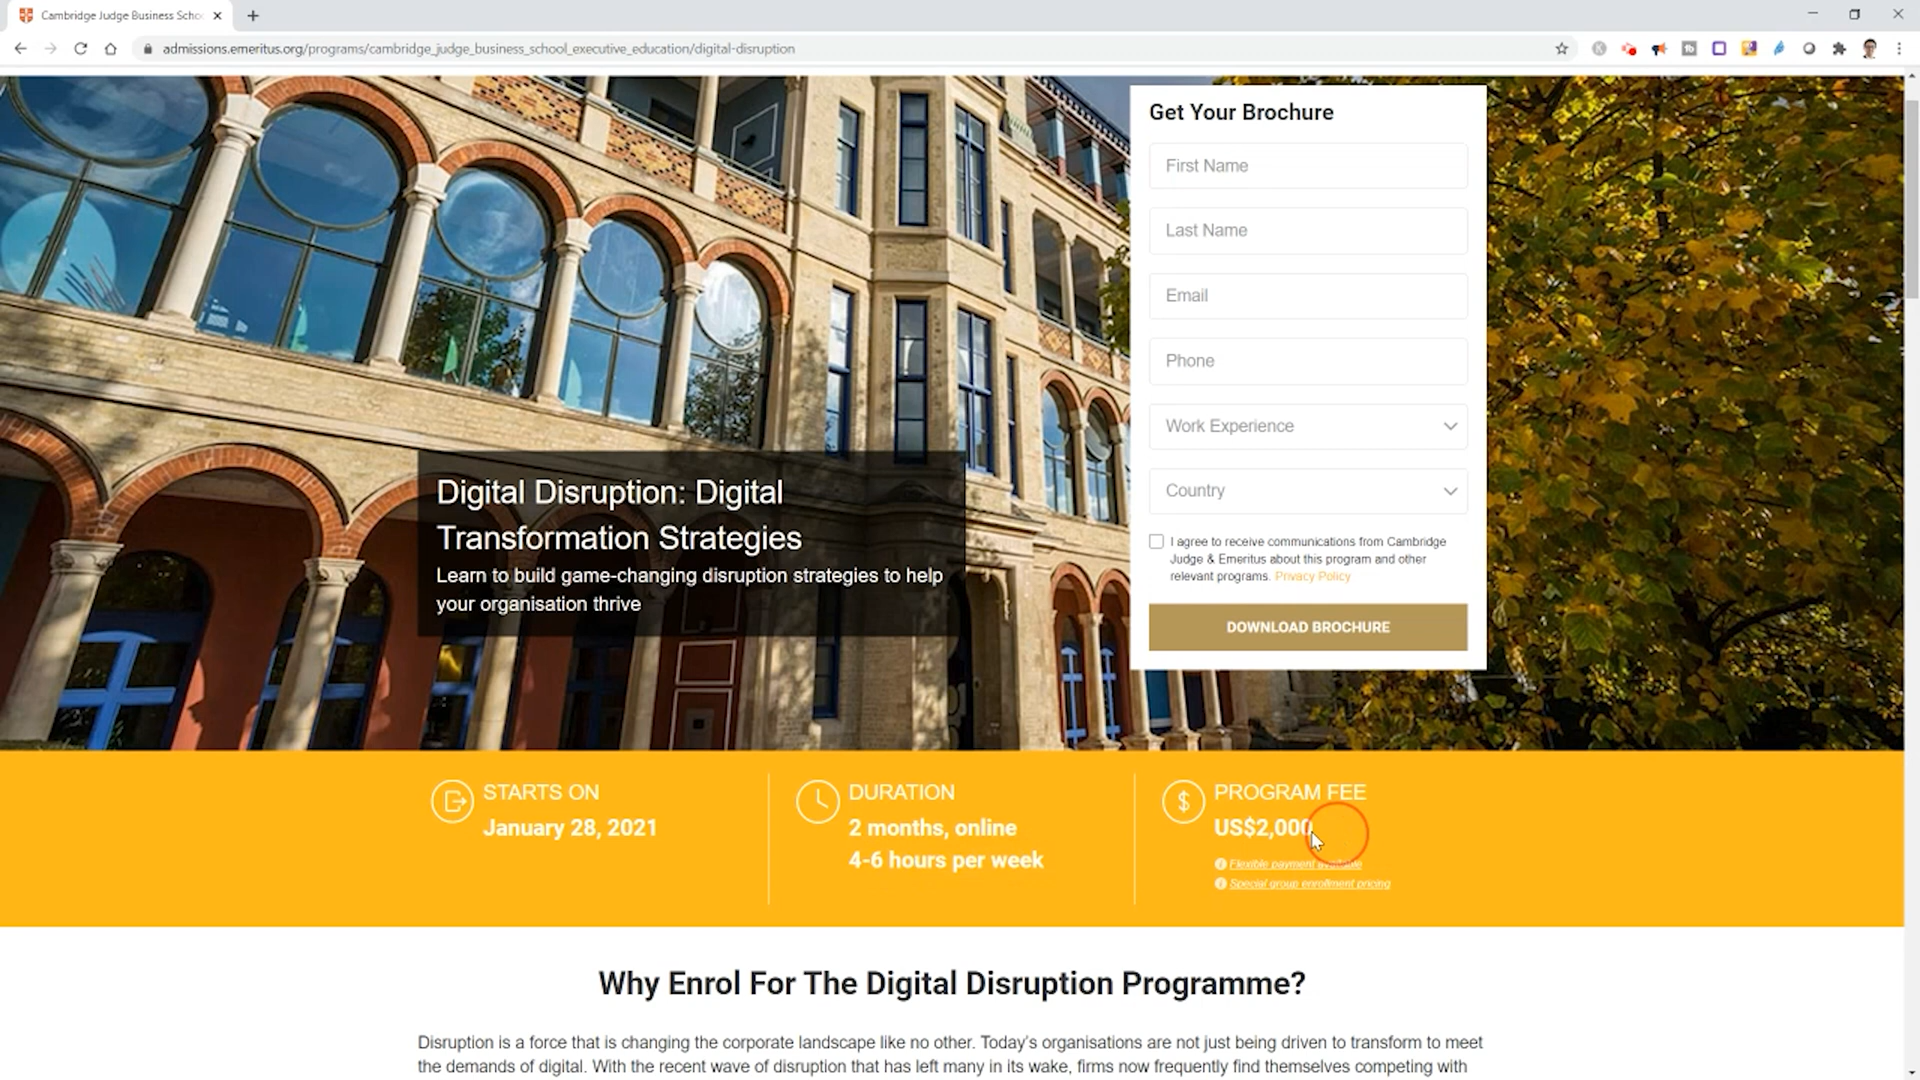 Cambridge Judge Business Scho
admissions.emeritus.org/programs/cambridge_judge_business_school_executive_education/digital-disruption
Get Your Brochure
First Name
Last Name
Email
Phone
Work Experience
Country
I agree to receive communications from Cambridge
Judge & Emeritus about this program and other
relevant programs. Privacy Policy
DOWNLOAD BROCHURE
Digital Disruption: Digital
Transformation Strategies
Learn to build game-changing disruption strategies to help
your organisation thrive
STARTS ON
January 28, 2021
DURATION
2 months, online
4-6 hours per week
PROGRAM FEE
US$2,000
Flexible payment available
Special group enrollment pricing
Why Enrol For The Digital Disruption Programme?
Disruption is a force that is changing the corporate landscape like no other. Today's organisations are not just being driven to transform to meet
the demands of digital. With the recent wave of disruption that has left many in its wake, firms now frequently find themselves competing with